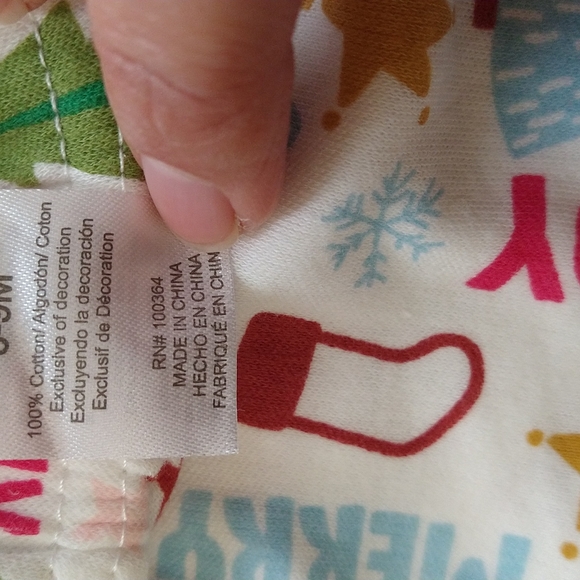 100% Cotton/ Algodón/ Coton
Exclusive of decoration
Excluyendo la decoración
Exclusif de Décoration
RN# 100364
MADE IN CHINA
HECHO EN CHINA
FABRIQUÉ EN CHIN
MERRY